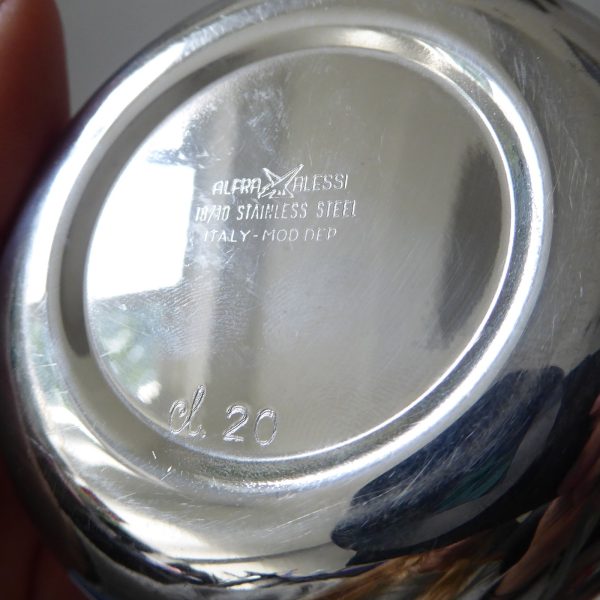 ALFRA ALESSI
18/10 STAINLESS STEEL
ITALY - MOD DEP
cl. 20